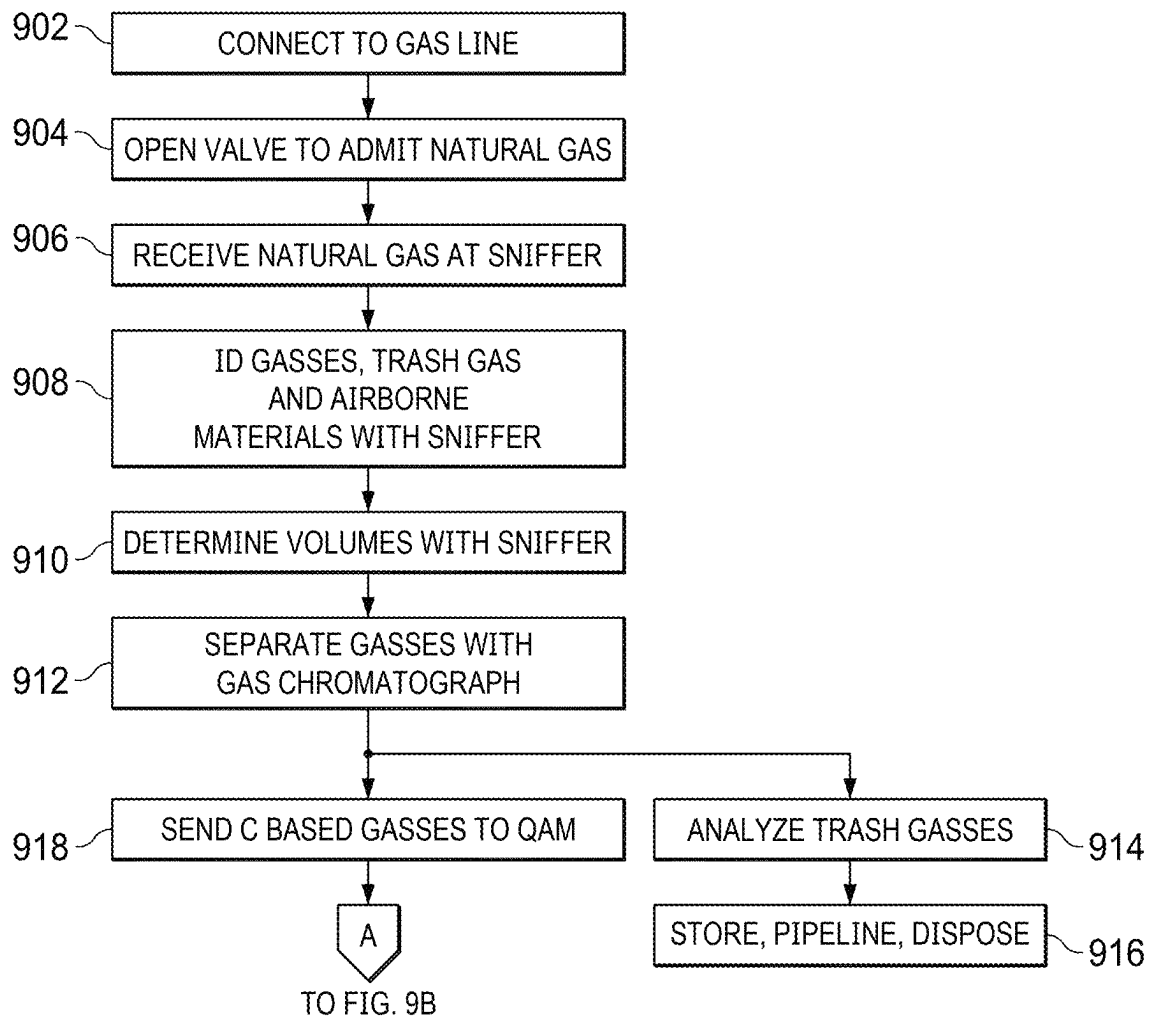 902
CONNECT TO GAS LINE
904
OPEN VALVE TO ADMIT NATURAL GAS
906
RECEIVE NATURAL GAS AT SNIFFER
908
ID GASSES, TRASH GAS
AND AIRBORNE
MATERIALS WITH SNIFFER
910
DETERMINE VOLUMES WITH SNIFFER
912
SEPARATE GASSES WITH
GAS CHROMATOGRAPH
918
SEND C BASED GASSES TO QAM
ANALYZE TRASH GASSES
914
A
STORE, PIPELINE, DISPOSE
916
TO FIG. 9B